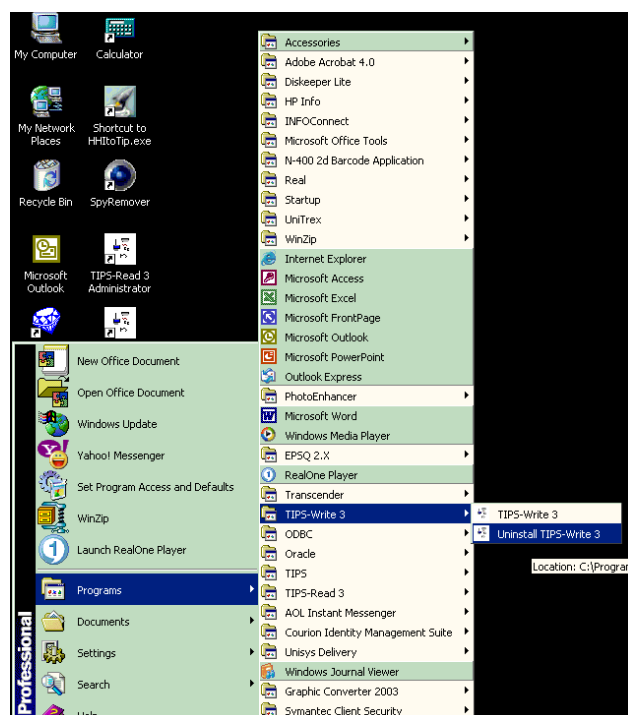 My Computer
Calculator
My Network
Places
Shortcut to
HHItoTip.exe
Recycle Bin
SpyRemover
Microsoft
Outlook
TIPS-Read 3
Administrator
New Office Document
Open Office Document
Windows Update
Yahoo! Messenger
Set Program Access and Defaults
WinZip
Launch RealOne Player
Programs
Documents
Settings
Search
Help
Professional
Accessories
Adobe Acrobat 4.0
Diskeeper Lite
HP Info
INFOConnect
Microsoft Office Tools
N-400 2d Barcode Application
Real
Startup
UniTrex
WinZip
Internet Explorer
Microsoft Access
Microsoft Excel
Microsoft FrontPage
Microsoft Outlook
Microsoft PowerPoint
Outlook Express
PhotoEnhancer
Microsoft Word
Windows Media Player
EPSQ 2.X
RealOne Player
Transcender
TIPS-Write 3
ODBC
Oracle
TIPS
TIPS-Read 3
AOL Instant Messenger
Courion Identity Management Suite
Unisys Delivery
Windows Journal Viewer
Graphic Converter 2003
Symantec Client Security
TIPS-Write 3
Uninstall TIPS-Write 3
Location: C:\Program